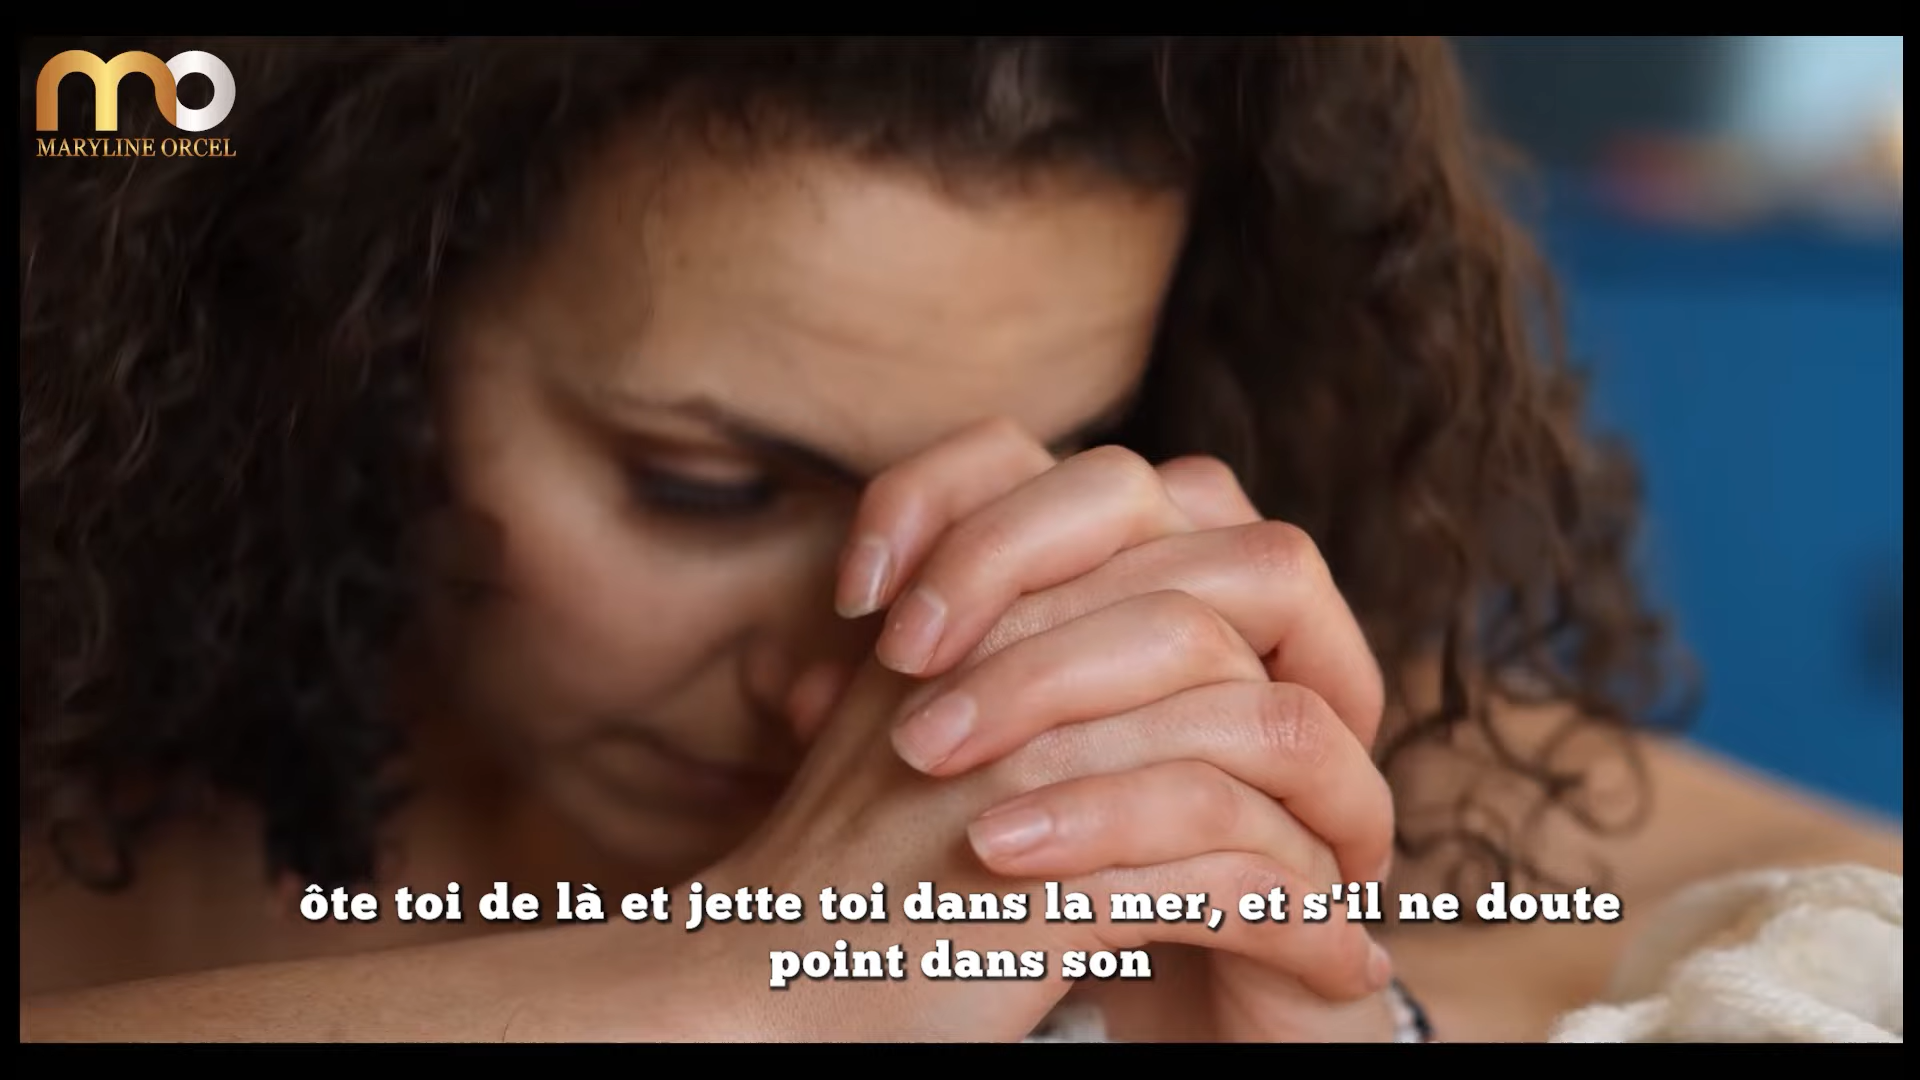 mo
MARYLINE ORCEL
ôte toi de là et jette toi dans la mer, et s'il ne doute
point dans son